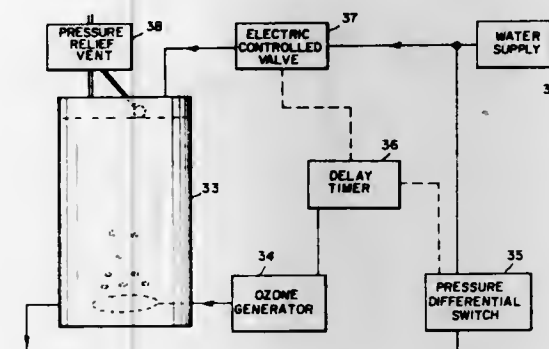 PRESSURE
RELIEF
VENT
38
ELECTRIC
CONTROLLED
VALVE
37
WATER
SUPPLY
3
DELAY
TIMER
36
33
OZONE
GENERATOR
34
PRESSURE
DIFFERENTIAL
SWITCH
35